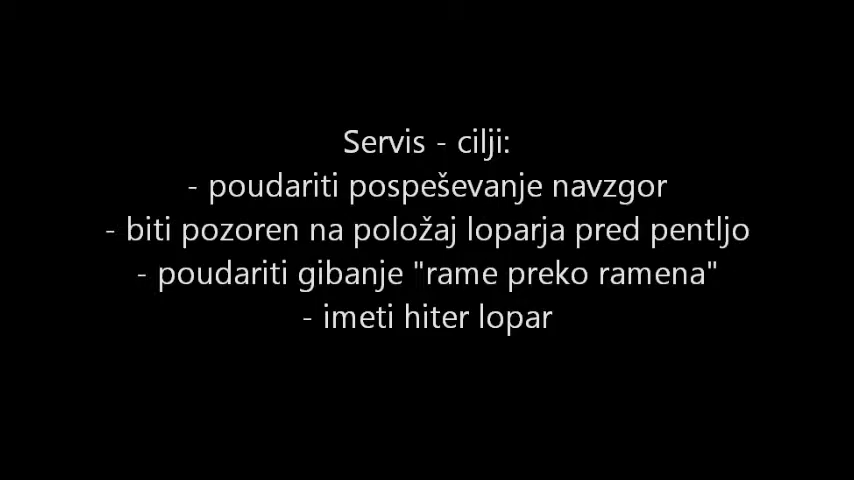 Servis - cilji:
- poudariti pospeševanje navzgor
- biti pozoren na položaj loparja pred pentljo
- poudariti gibanje "rame preko ramena"
- imeti hiter lopar